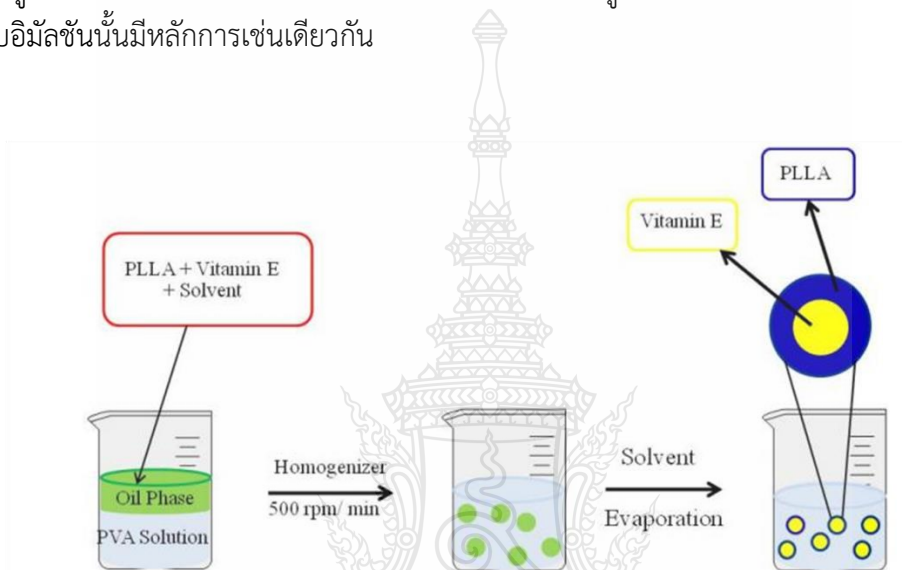 บอิมัลชันนั้นมีหลักการเช่นเดียวกัน
PLLA
Vitamin E
PLLA + Vitamin E
+ Solvent
Homogenizer
500 rpm/ min
Solvent
Evaporation
Oil Phase
PVA Solution